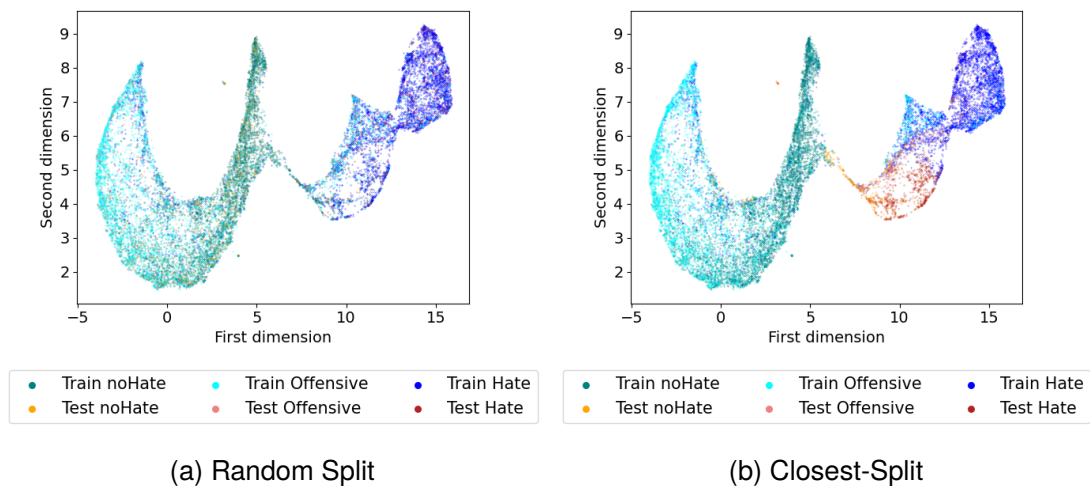 9
8
7
6
5
4
3
2
Second dimension
−5 0 5 10 15
First dimension
Train noHate Train Offensive Train Hate
Test noHate Test Offensive Test Hate
(a) Random Split
9
8
7
6
5
4
3
2
Second dimension
−5 0 5 10 15
First dimension
Train noHate Train Offensive Train Hate
Test noHate Test Offensive Test Hate
(b) Closest-Split